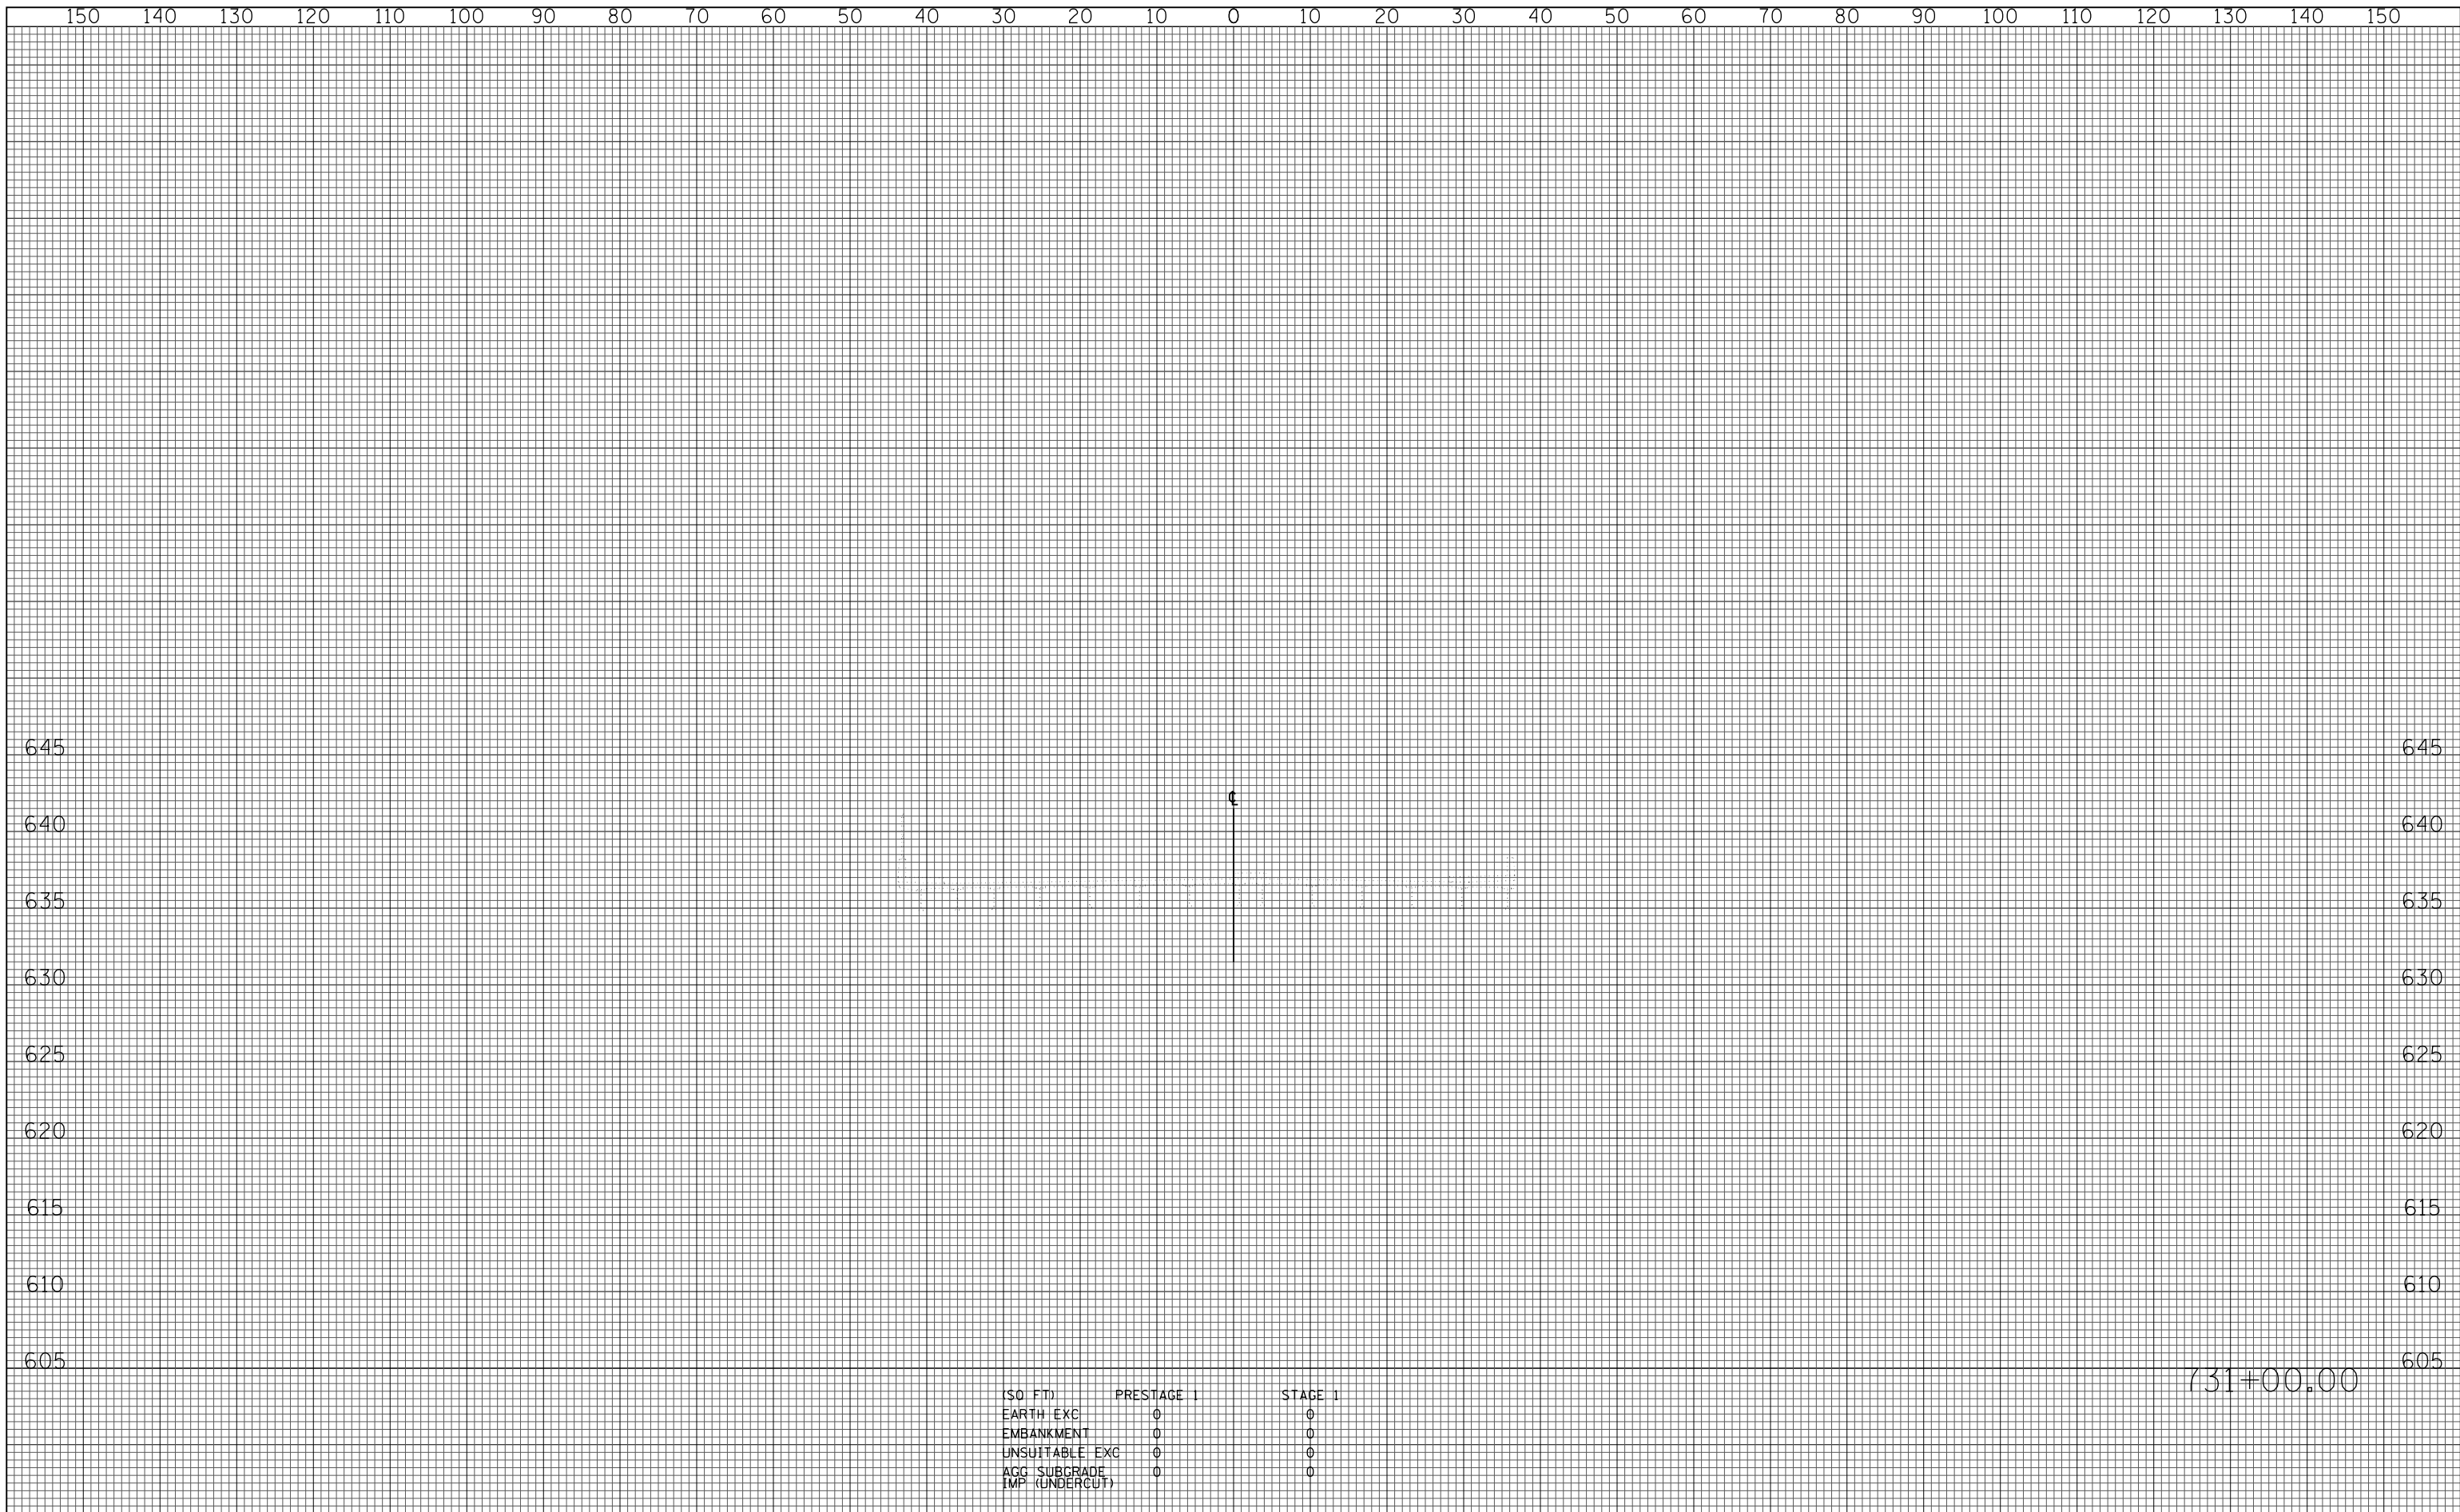 150 140 130 120 110 100 90 80 70 60 50 40 30 20 10 0 10 20 30 40 50 60 70 80 90 100 110 120 130 140 150
645 645
℄
640 640
635 635
630 630
625 625
620 620
615 615
610 610
605 605
731+00.00
(SQ FT) PRESTAGE 1 STAGE 1
EARTH EXC 0 0
EMBANKMENT 0 0
UNSUITABLE EXC 0 0
AGG SUBGRADE 0 0
IMP (UNDERCUT)